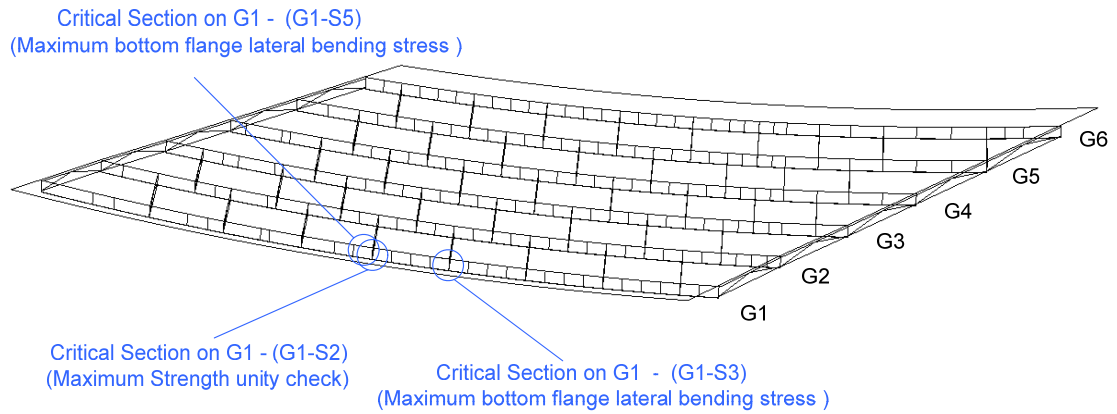 Critical Section on G1 - (G1-S5)
(Maximum bottom flange lateral bending stress )
G6
G5
G4
G3
G2
G1
Critical Section on G1 - (G1-S2)
(Maximum Strength unity check)
Critical Section on G1 - (G1-S3)
(Maximum bottom flange lateral bending stress )